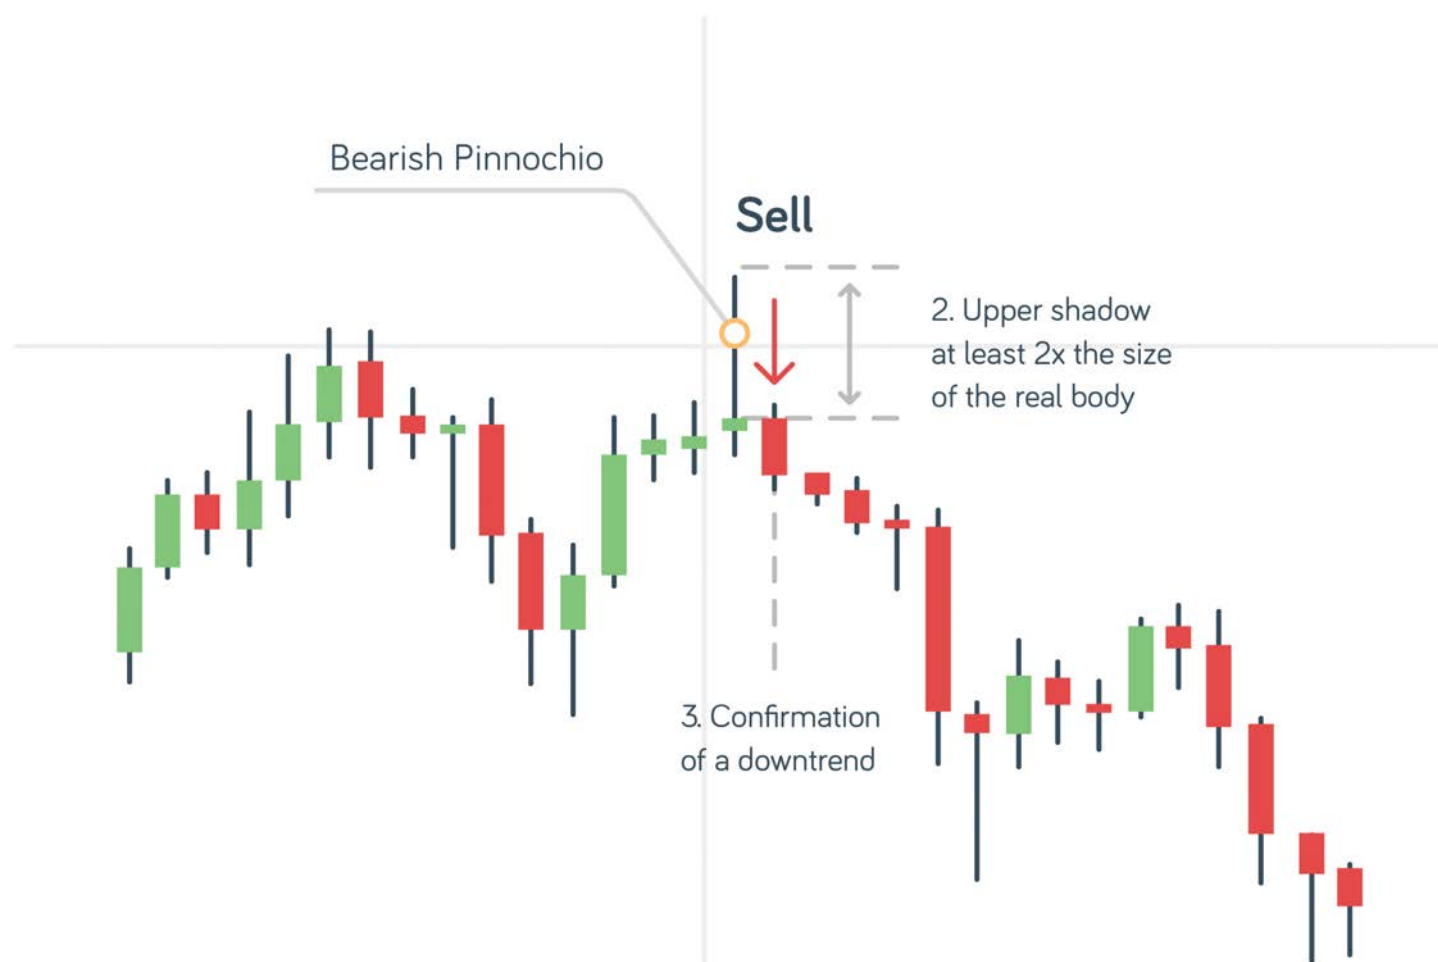 Bearish Pinnochio
Sell
2. Upper shadow
at least 2x the size
of the real body
3. Confirmation
of a downtrend